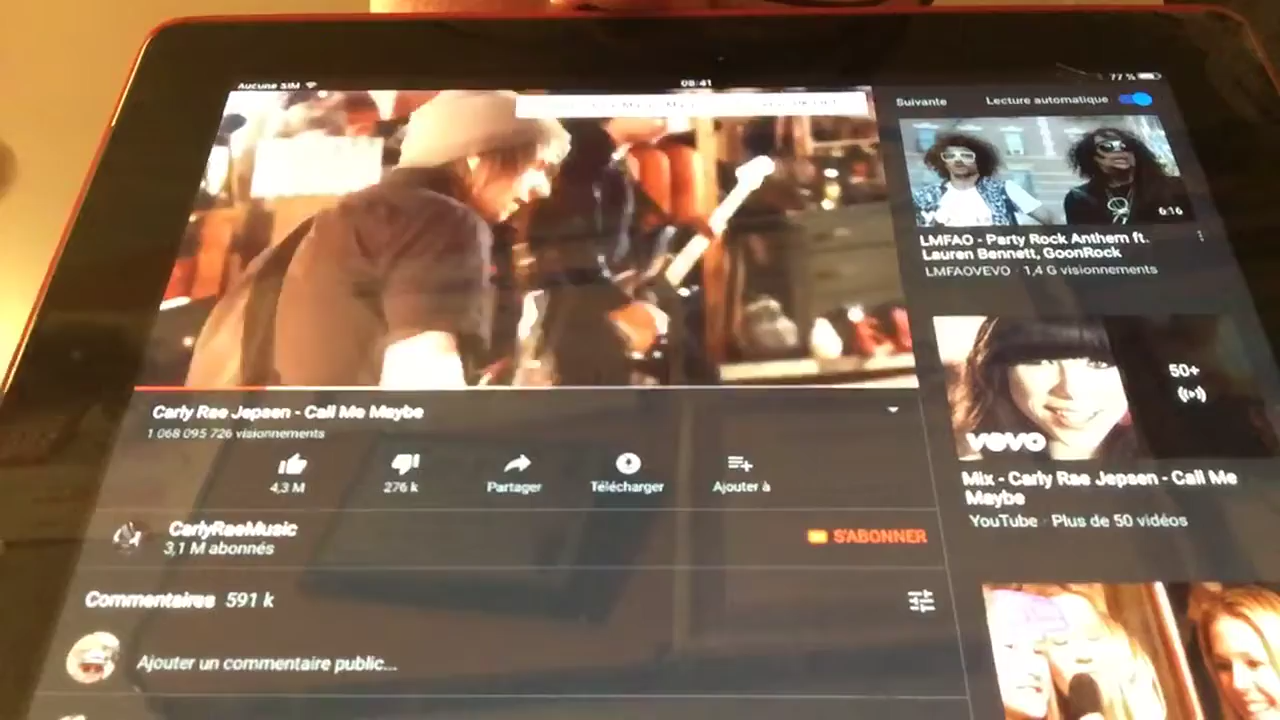 Aucune SIM
08:41
77 %
Suivante
Lecture automatique
6:16
LMFAO - Party Rock Anthem ft.
Lauren Bennett, GoonRock
LMFAOVEVO · 1,4 G visionnements
50+
vevo
Mix - Carly Rae Jepsen - Call Me
Maybe
YouTube · Plus de 50 vidéos
Carly Rae Jepsen - Call Me Maybe
1 068 095 726 visionnements
4,3 M
276 k
Partager
Télécharger
Ajouter à
CarlyRaeMusic
3,1 M abonnés
S'ABONNER
Commentaires 591 k
Ajouter un commentaire public...